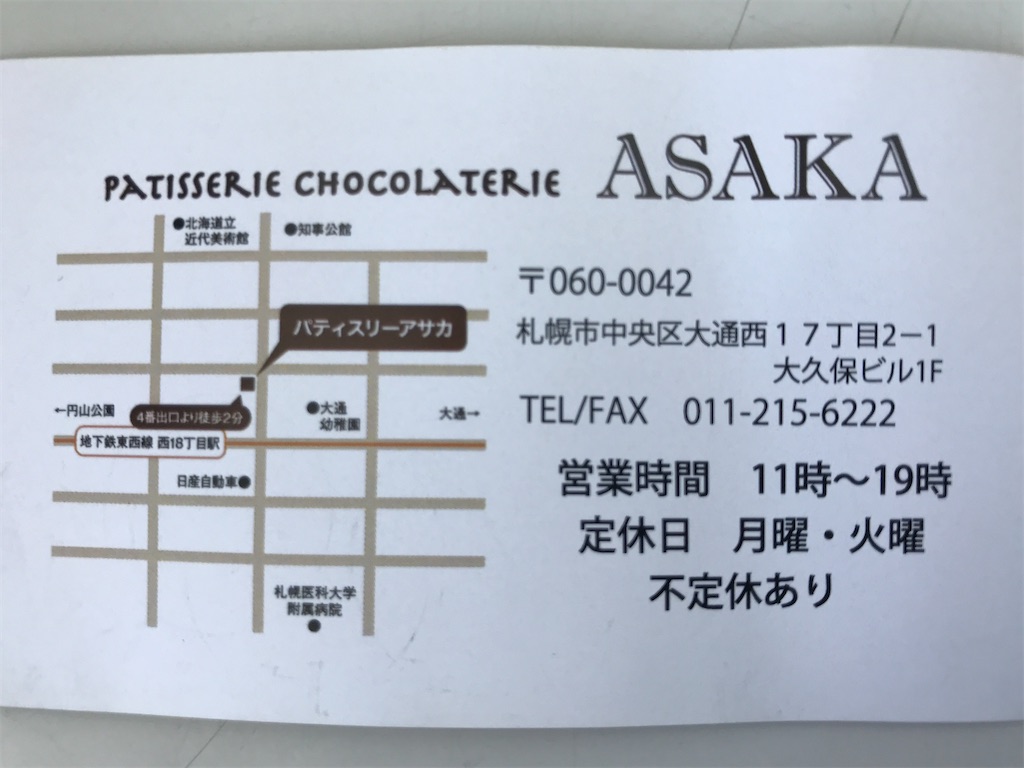 PATISSERIE CHOCOLATERIE ASAKA
●北海道立
近代美術館
●知事公館
パティスリーアサカ
←円山公園
4番出口より徒歩2分
●大通
幼稚園
大通→
地下鉄東西線 西18丁目駅
日産自動車●
札幌医科大学
附属病院
●
〒060-0042
札幌市中央区大通西１７丁目2－1
大久保ビル1F
TEL/FAX 011-215-6222
営業時間 11時～19時
定休日 月曜・火曜
不定休あり